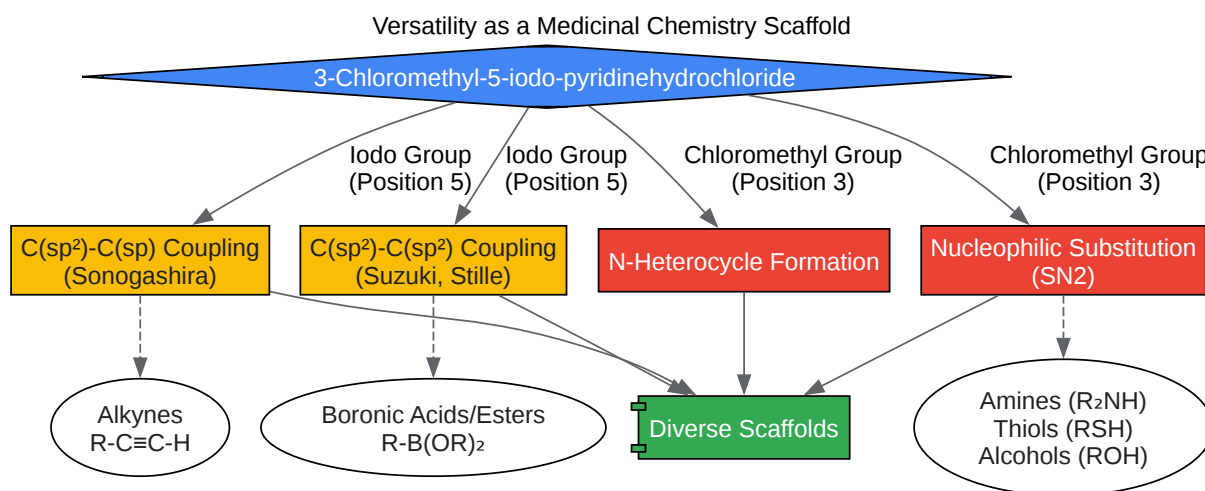 Versatility as a Medicinal Chemistry Scaffold
3-Chloromethyl-5-iodo-pyridinehydrochloride
Iodo Group
(Position 5)
Iodo Group
(Position 5)
Chloromethyl Group
(Position 3)
Chloromethyl Group
(Position 3)
C(sp²)-C(sp) Coupling
(Sonogashira)
C(sp²)-C(sp²) Coupling
(Suzuki, Stille)
N-Heterocycle Formation
Nucleophilic Substitution
(SN2)
Alkynes
R-C≡C-H
Boronic Acids/Esters
R-B(OR)₂
Diverse Scaffolds
Amines (R₂NH)
Thiols (RSH)
Alcohols (ROH)